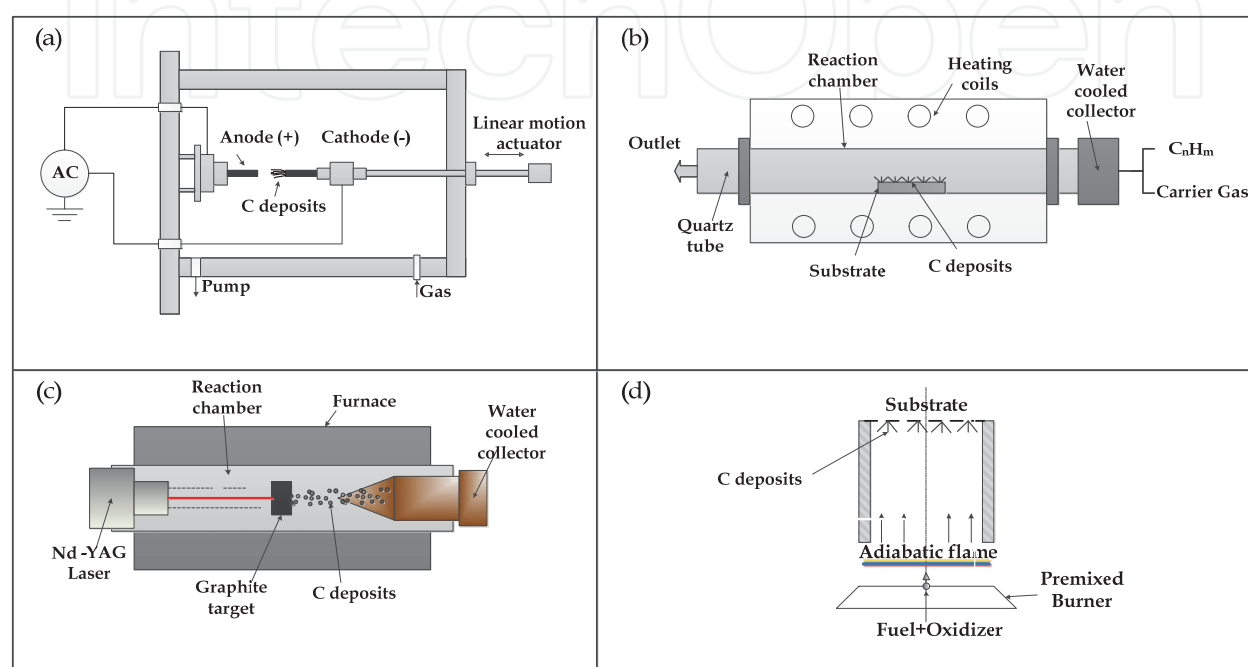 IntechOpen
(a)
Anode (+)
Cathode (-)
Linear motion
actuator
AC
C deposits
Pump
Gas
(b)
Reaction
chamber
Heating
coils
Water
cooled
collector
Outlet
CnHm
Carrier Gas
Quartz
tube
Substrate
C deposits
(c)
Reaction
chamber
Furnace
Water
cooled
collector
Nd -YAG
Laser
Graphite
target
C deposits
(d)
Substrate
C deposits
Adiabatic flame
Premixed
Burner
Fuel+Oxidizer